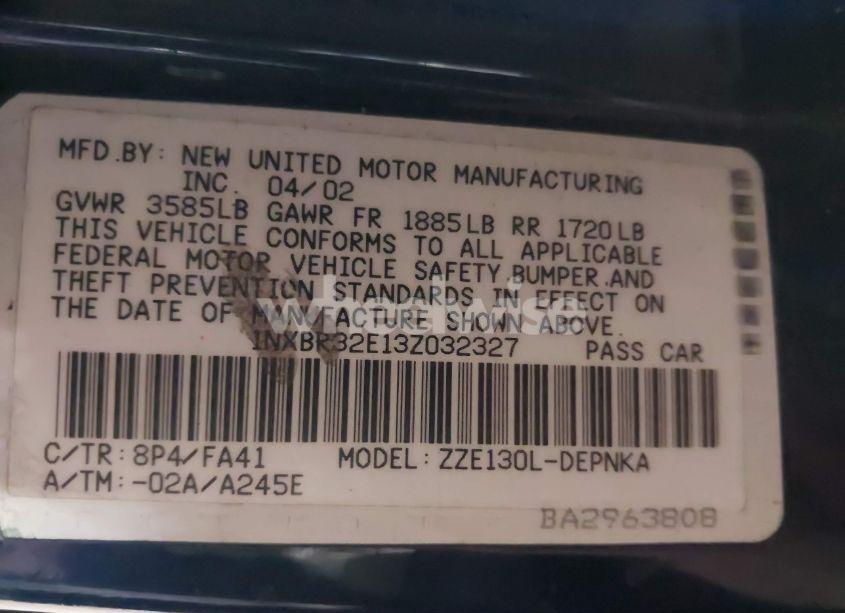 MFD.BY: NEW UNITED MOTOR MANUFACTURING
INC. 04/02
GVWR 3585LB GAWR FR 1885LB RR 1720LB
THIS VEHICLE CONFORMS TO ALL APPLICABLE
FEDERAL MOTOR VEHICLE SAFETY,BUMPER,AND
THEFT PREVENTION STANDARDS IN EFFECT ON
THE DATE OF MANUFACTURE SHOWN ABOVE.
wheelwise
1NXBR32E13Z032327 PASS CAR
C/TR: 8P4/FA41 MODEL: ZZE130L-DEPNKA
A/TM: -02A/A245E
BA2963808